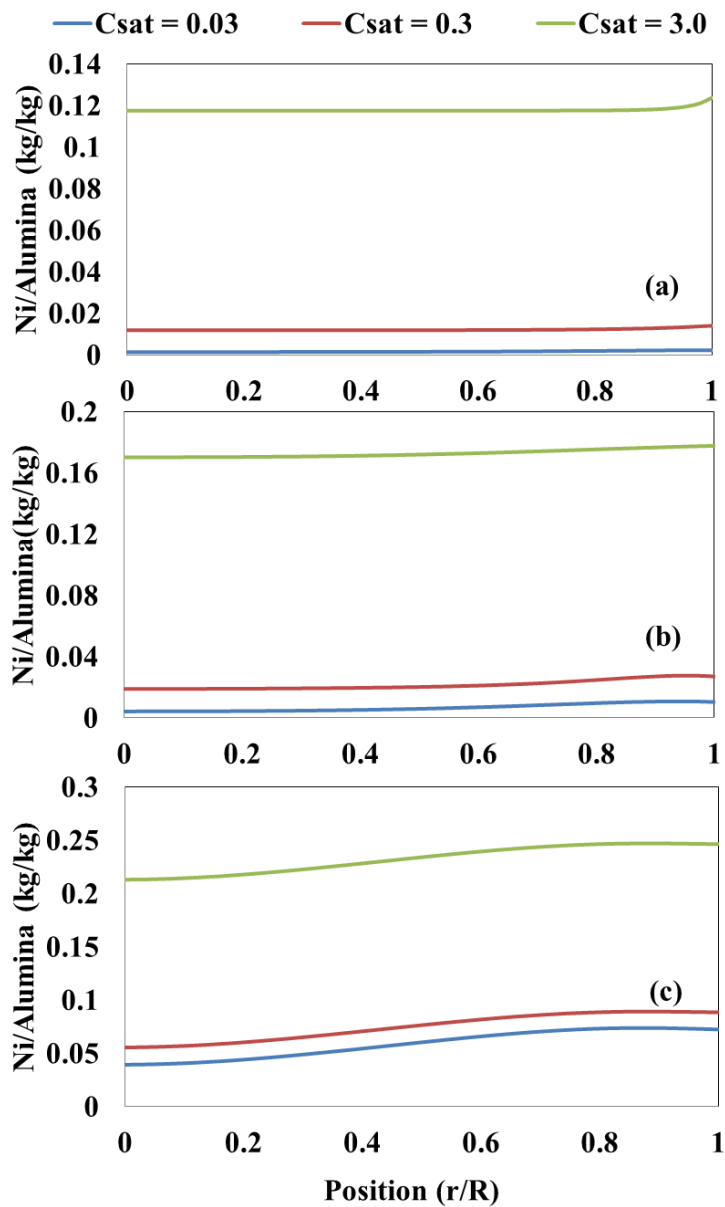 Csat = 0.03 Csat = 0.3 Csat = 3.0
0.14
0.12
0.1
0.08
0.06
0.04
0.02
0
Ni/Alumina (kg/kg)
(a)
0 0.2 0.4 0.6 0.8 1
0.2
0.16
0.12
0.08
0.04
0
Ni/Alumina(kg/kg)
(b)
0 0.2 0.4 0.6 0.8 1
0.3
0.25
0.2
0.15
0.1
0.05
0
Ni/Alumina (kg/kg)
(c)
0 0.2 0.4 0.6 0.8 1
Position (r/R)